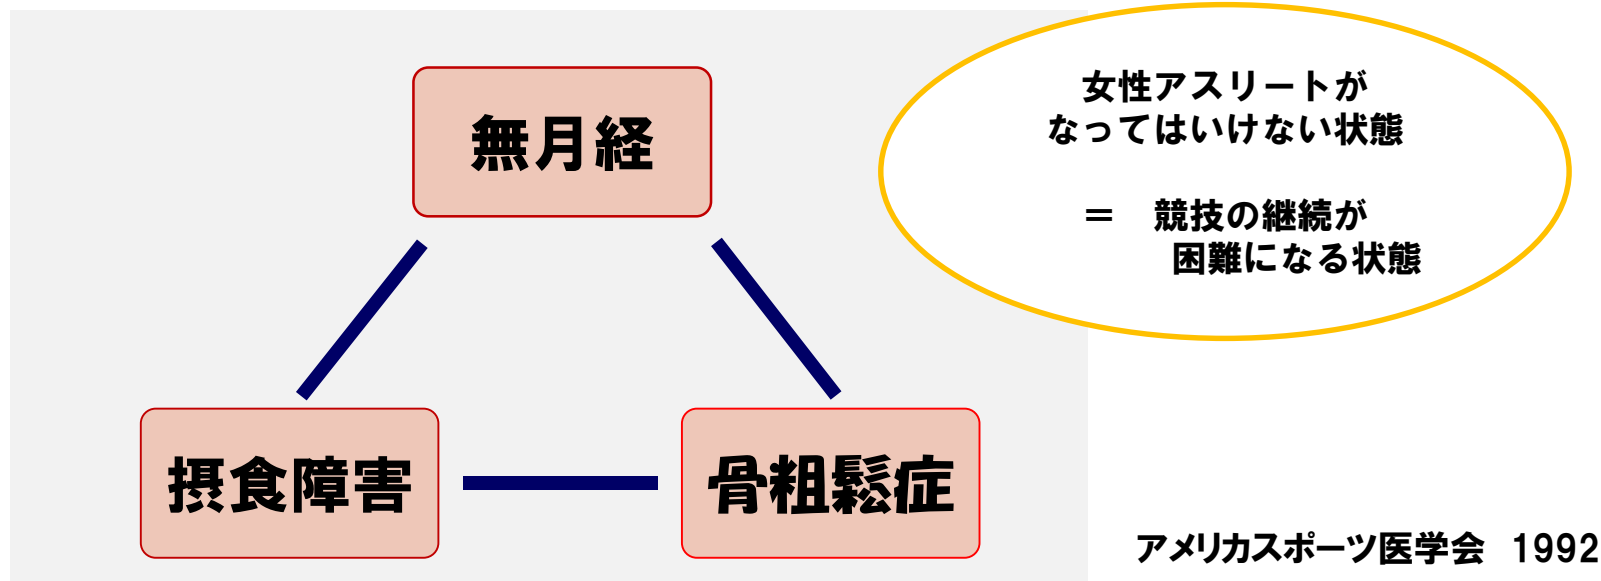 無月経
女性アスリートが
なってはいけない状態
＝　競技の継続が
困難になる状態
摂食障害
骨粗鬆症
アメリカスポーツ医学会　1992